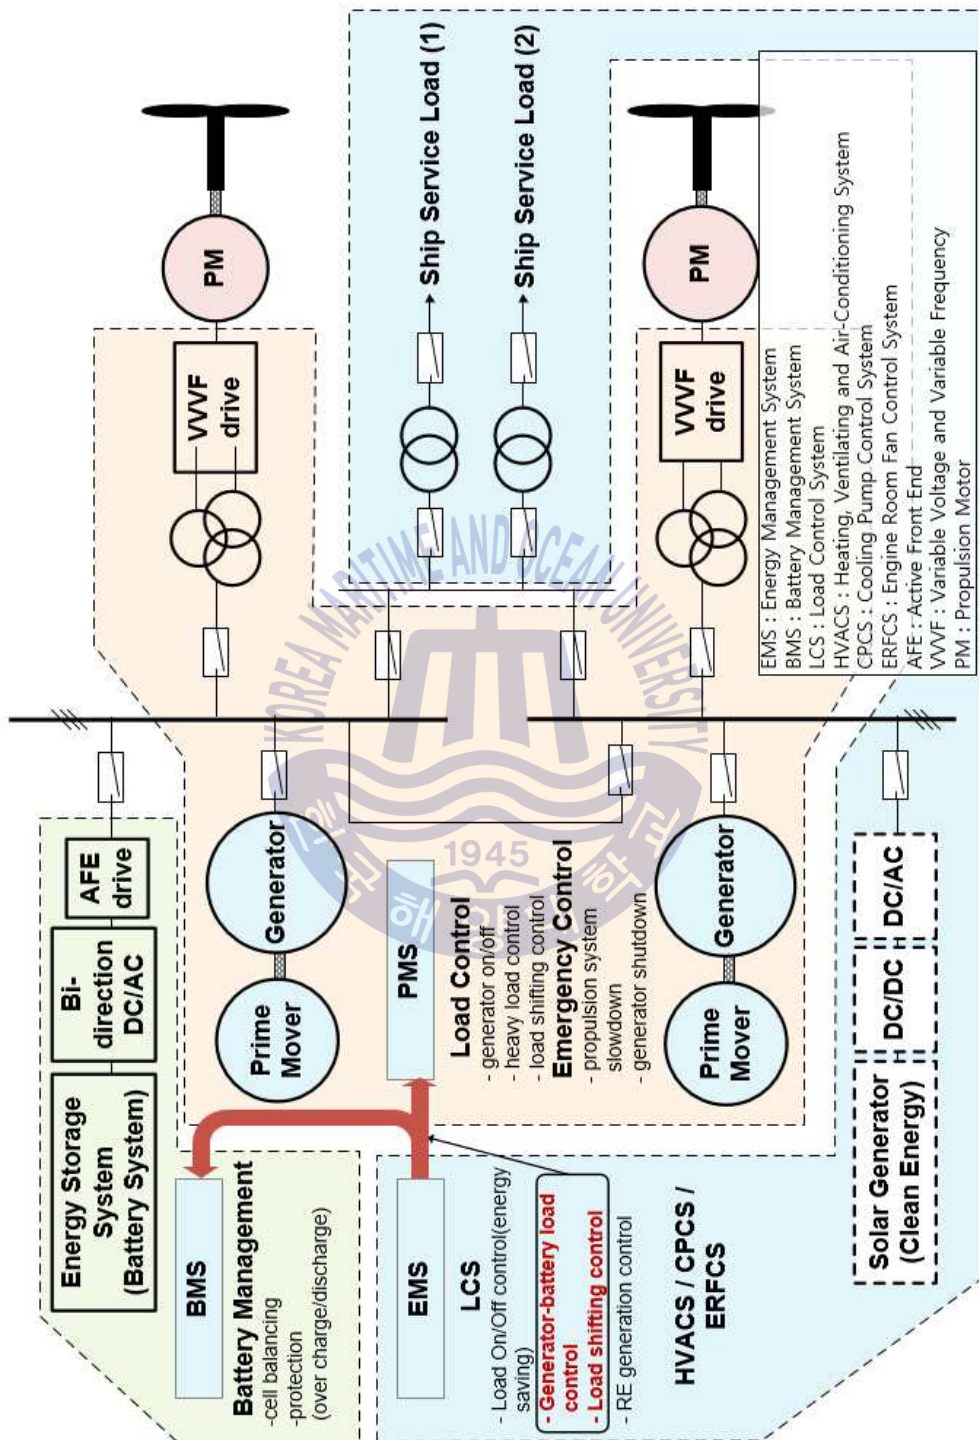 Energy Storage
System
(Battery System)
Bi-
direction
DC/AC
AFE
drive
VVVF
drive
PM
BMS
Battery Management
-cell balancing
-protection
(over charge/discharge)
Prime
Mover
Generator
Ship Service Load (1)
Ship Service Load (2)
EMS
LCS
- Load On/Off control(energy
saving)
- Generator-battery load
control
- Load shifting control
- RE generation control
HVACS / CPCS /
ERFCS
PMS
Load Control
- generator on/off
- heavy load control
- load shifting control
Emergency Control
- propulsion system
slowdown
- generator shutdown
Prime
Mover
Generator
VVVF
drive
PM
Solar Generator
(Clean Energy)
DC/DC
DC/AC
EMS : Energy Management System
BMS : Battery Management System
LCS : Load Control System
HVACS : Heating, Ventilating and Air-Conditioning System
CPCS : Cooling Pump Control System
ERFCS : Engine Room Fan Control System
AFE : Active Front End
VVVF : Variable Voltage and Variable Frequency
PM : Propulsion Motor
KOREA MARITIME AND OCEAN UNIVERSITY
1945